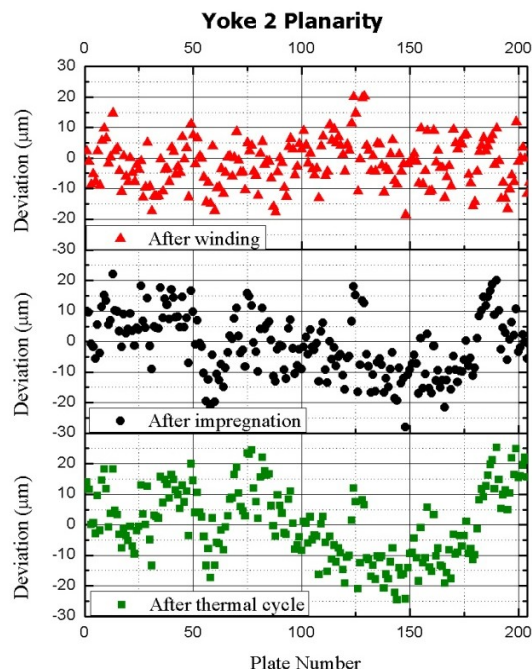 Yoke 2 Planarity
0 50 100 150 200
30
20
10
0
-10
-20
-30
Deviation (μm)
After winding
20
10
0
-10
-20
-30
Deviation (μm)
After impregnation
20
10
0
-10
-20
-30
Deviation (μm)
After thermal cycle
0 50 100 150 200
Plate Number